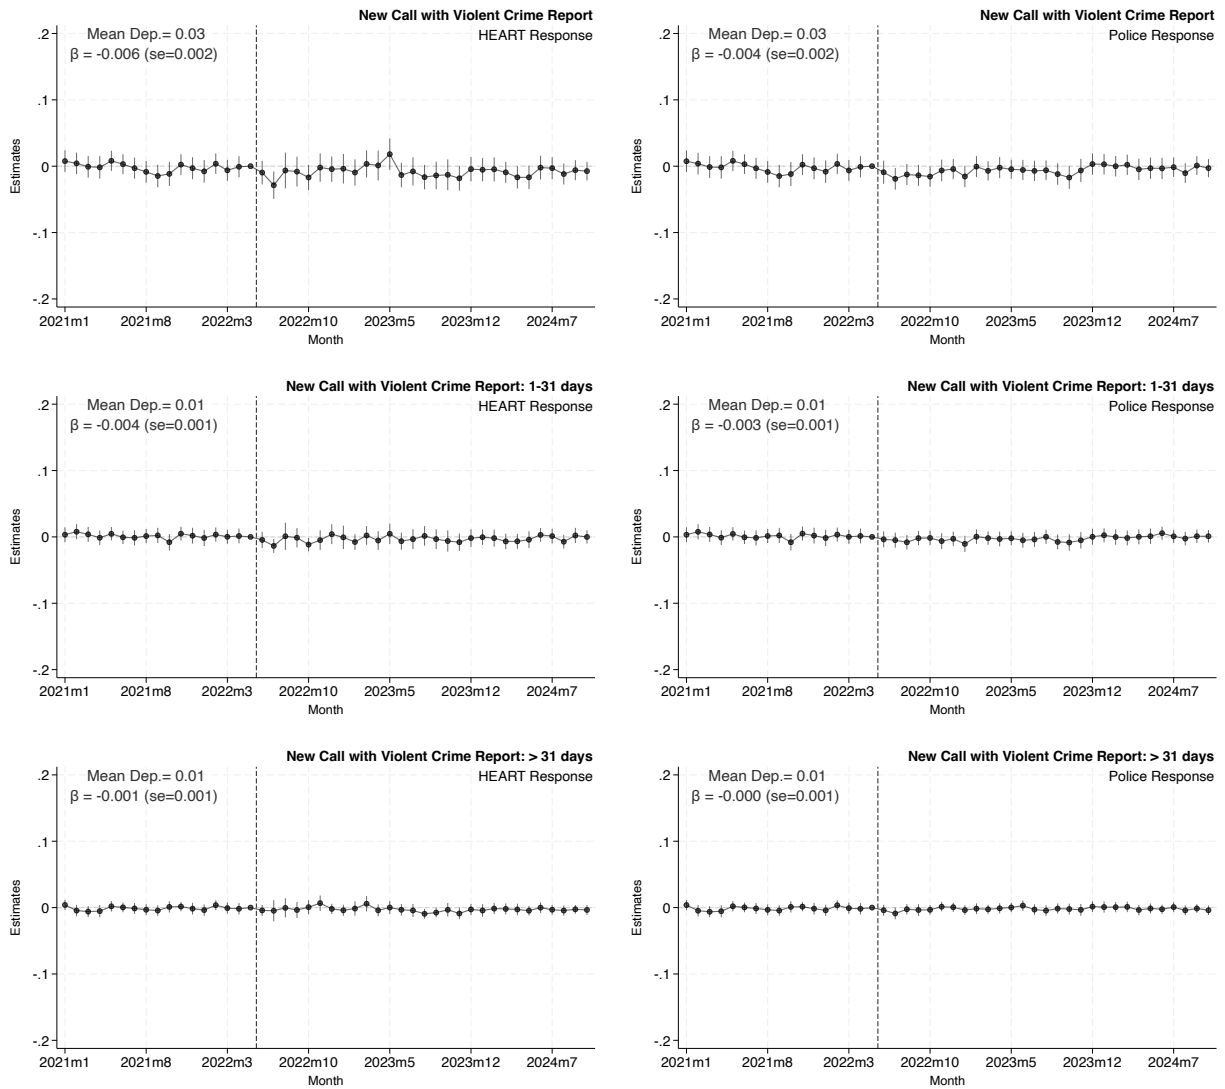 New Call with Violent Crime Report
HEART Response
Mean Dep.= 0.03
β = -0.006 (se=0.002)
Estimates
.2
.1
0
-.1
-.2
2021m1 2021m8 2022m3 2022m10 2023m5 2023m12 2024m7
Month
New Call with Violent Crime Report
Police Response
Mean Dep.= 0.03
β = -0.004 (se=0.002)
Estimates
.2
.1
0
-.1
-.2
2021m1 2021m8 2022m3 2022m10 2023m5 2023m12 2024m7
Month
New Call with Violent Crime Report: 1-31 days
HEART Response
Mean Dep.= 0.01
β = -0.004 (se=0.001)
Estimates
.2
.1
0
-.1
-.2
2021m1 2021m8 2022m3 2022m10 2023m5 2023m12 2024m7
Month
New Call with Violent Crime Report: 1-31 days
Police Response
Mean Dep.= 0.01
β = -0.003 (se=0.001)
Estimates
.2
.1
0
-.1
-.2
2021m1 2021m8 2022m3 2022m10 2023m5 2023m12 2024m7
Month
New Call with Violent Crime Report: > 31 days
HEART Response
Mean Dep.= 0.01
β = -0.001 (se=0.001)
Estimates
.2
.1
0
-.1
-.2
2021m1 2021m8 2022m3 2022m10 2023m5 2023m12 2024m7
Month
New Call with Violent Crime Report: > 31 days
Police Response
Mean Dep.= 0.01
β = -0.000 (se=0.001)
Estimates
.2
.1
0
-.1
-.2
2021m1 2021m8 2022m3 2022m10 2023m5 2023m12 2024m7
Month